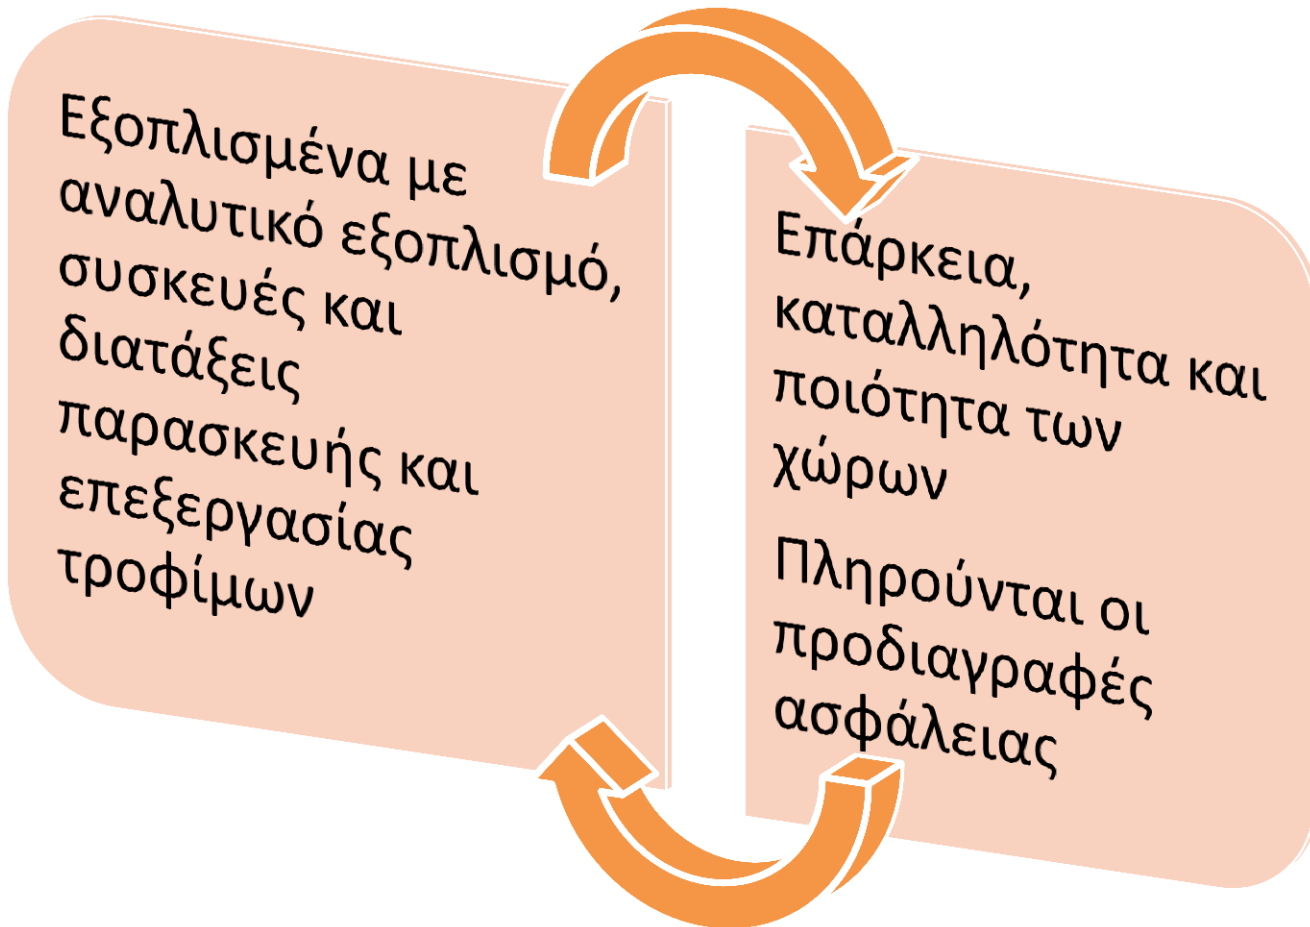 Εξοπλισμένα με
αναλυτικό εξοπλισμό,
συσκευές και
διατάξεις
παρασκευής και
επεξεργασίας
τροφίμων
Επάρκεια,
καταλληλότητα και
ποιότητα των
χώρων
Πληρούνται οι
προδιαγραφές
ασφάλειας